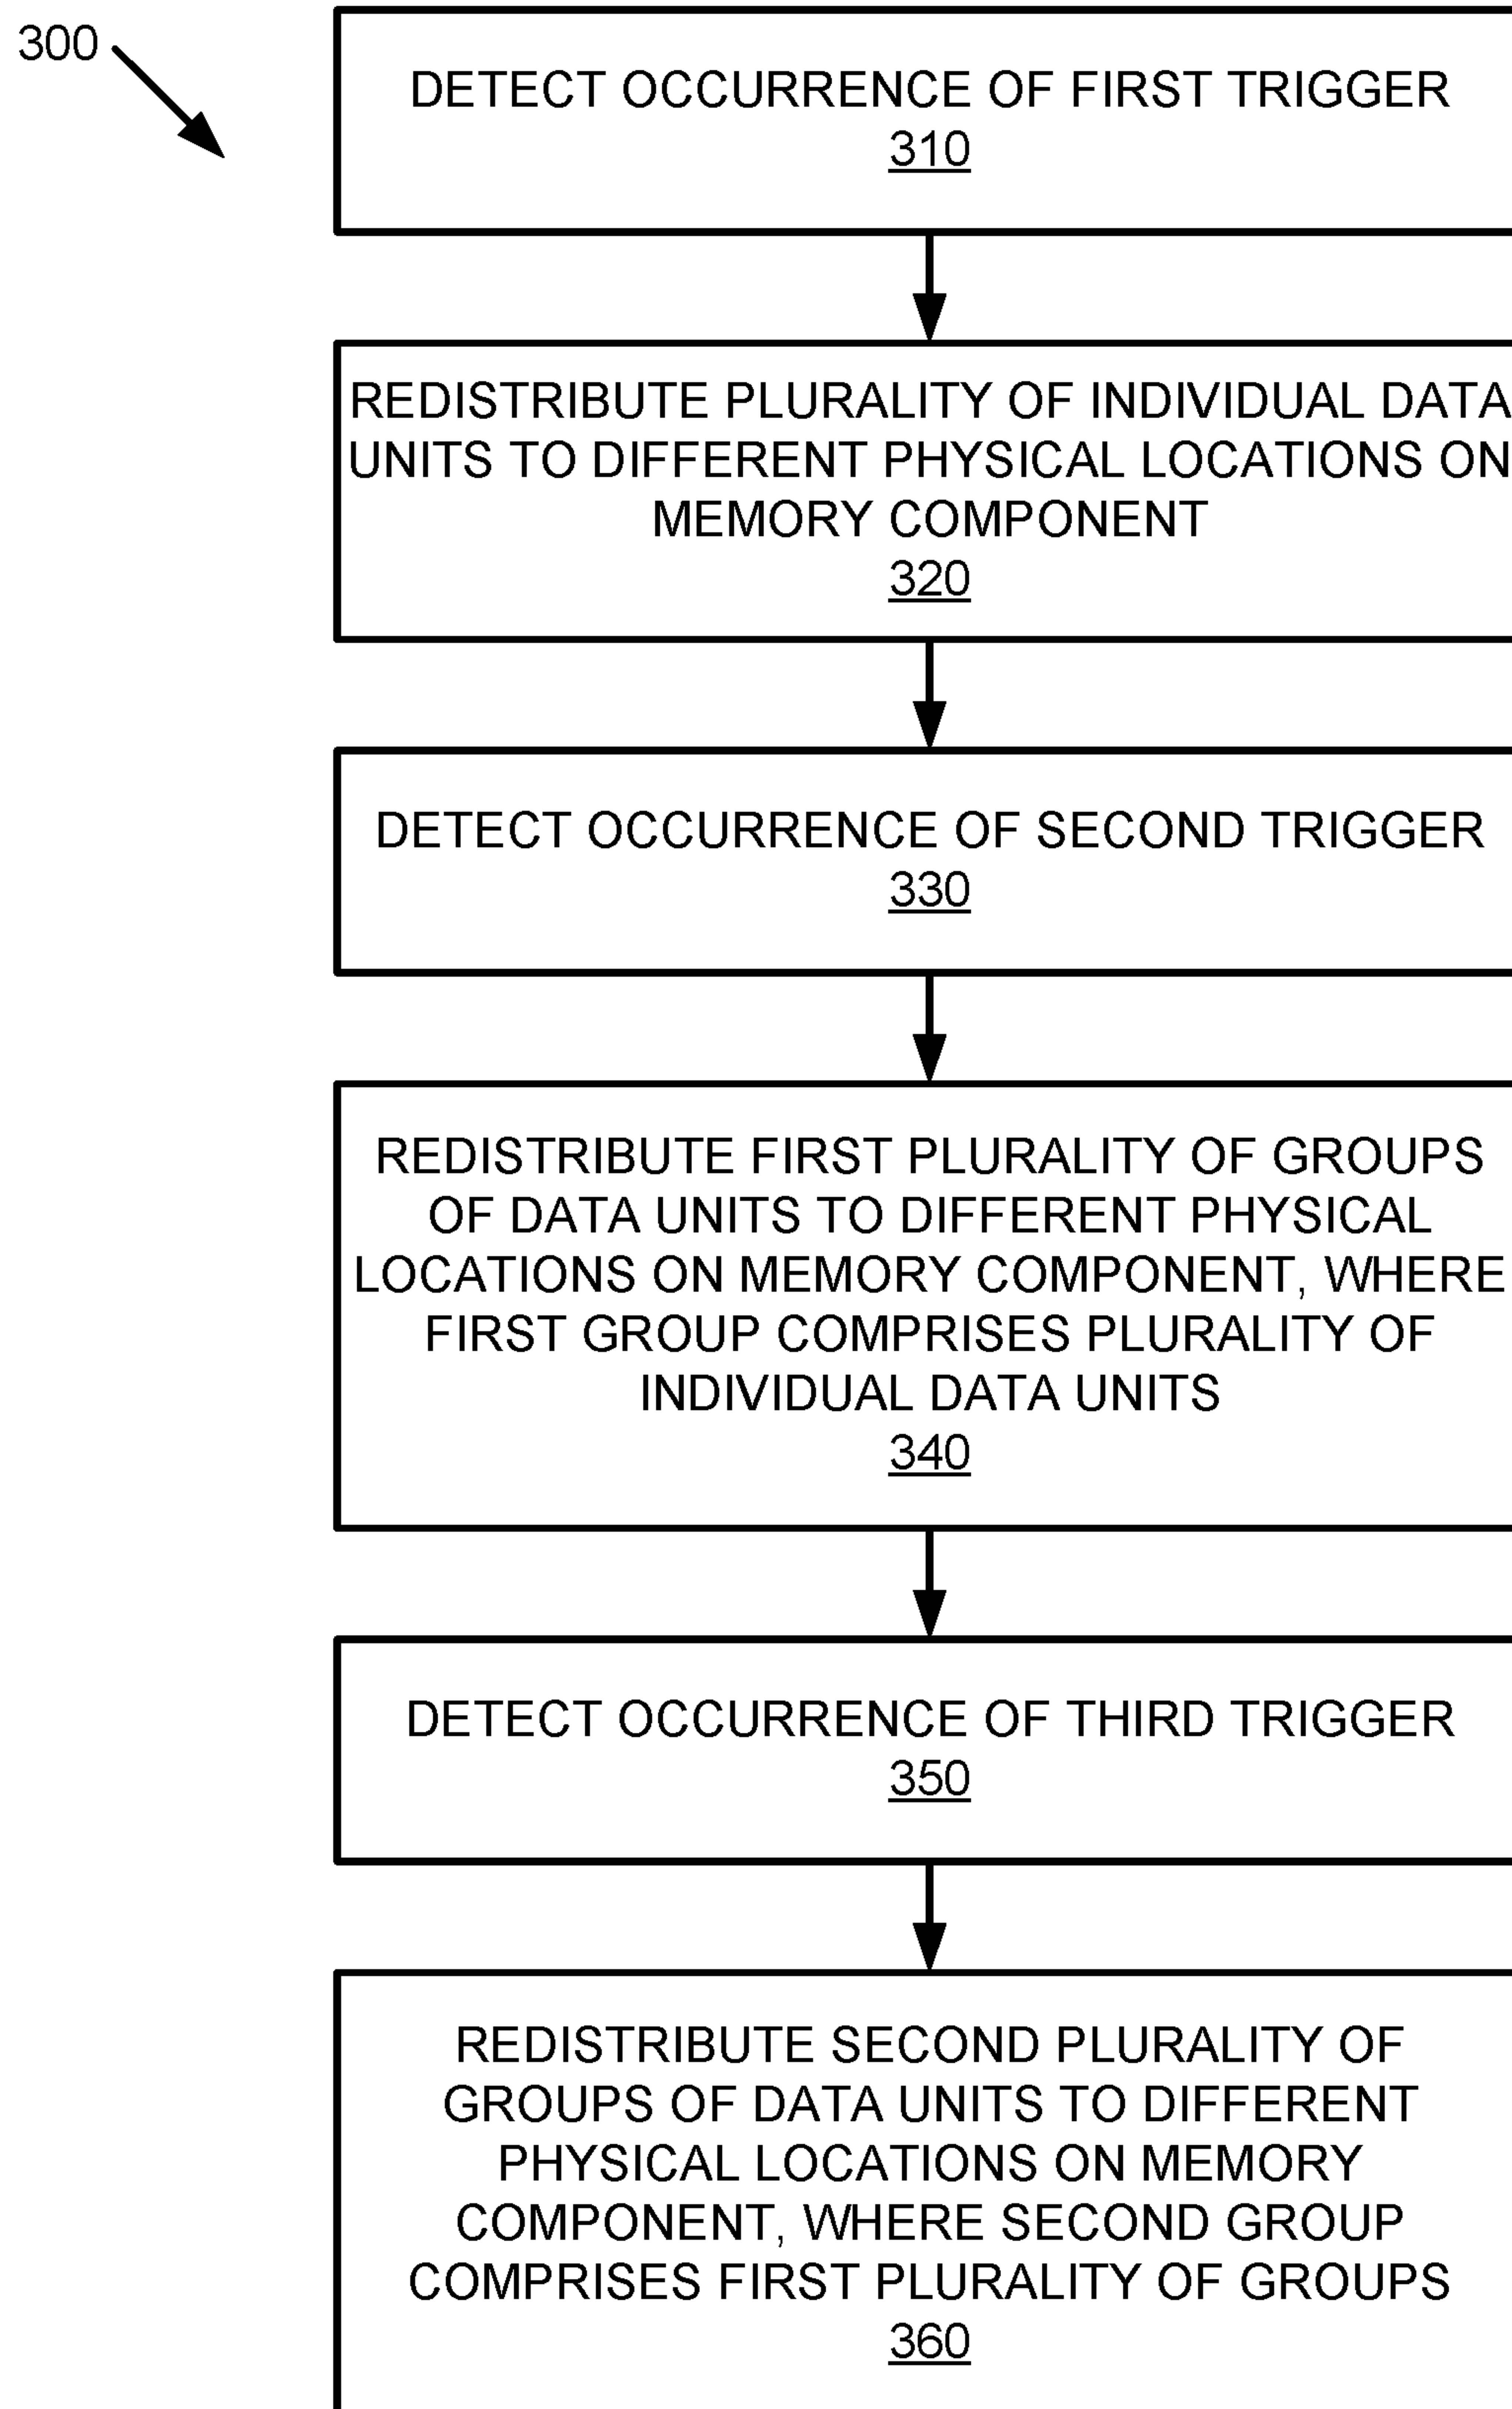 300
DETECT OCCURRENCE OF FIRST TRIGGER
310
REDISTRIBUTE PLURALITY OF INDIVIDUAL DATA
UNITS TO DIFFERENT PHYSICAL LOCATIONS ON
MEMORY COMPONENT
320
DETECT OCCURRENCE OF SECOND TRIGGER
330
REDISTRIBUTE FIRST PLURALITY OF GROUPS
OF DATA UNITS TO DIFFERENT PHYSICAL
LOCATIONS ON MEMORY COMPONENT, WHERE
FIRST GROUP COMPRISES PLURALITY OF
INDIVIDUAL DATA UNITS
340
DETECT OCCURRENCE OF THIRD TRIGGER
350
REDISTRIBUTE SECOND PLURALITY OF
GROUPS OF DATA UNITS TO DIFFERENT
PHYSICAL LOCATIONS ON MEMORY
COMPONENT, WHERE SECOND GROUP
COMPRISES FIRST PLURALITY OF GROUPS
360